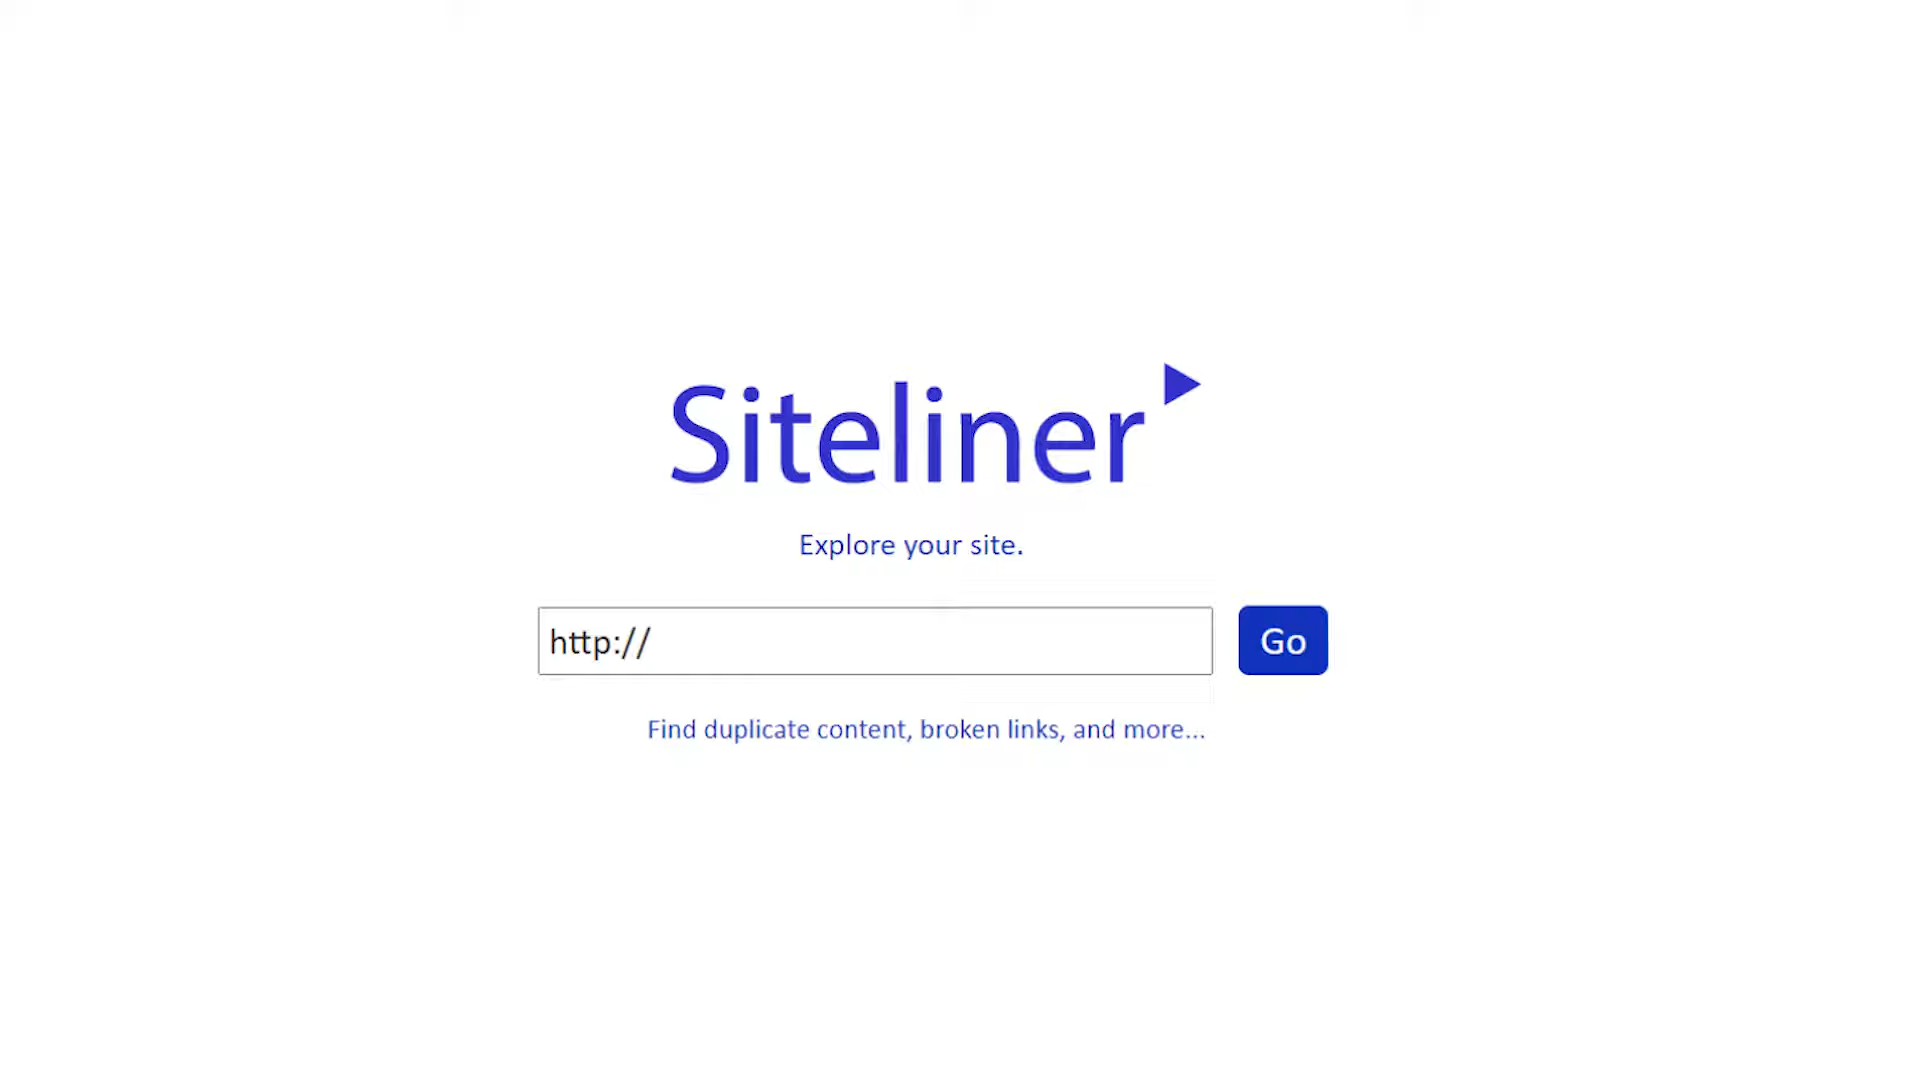 Siteliner
Explore your site.
http://
Go
Find duplicate content, broken links, and more...